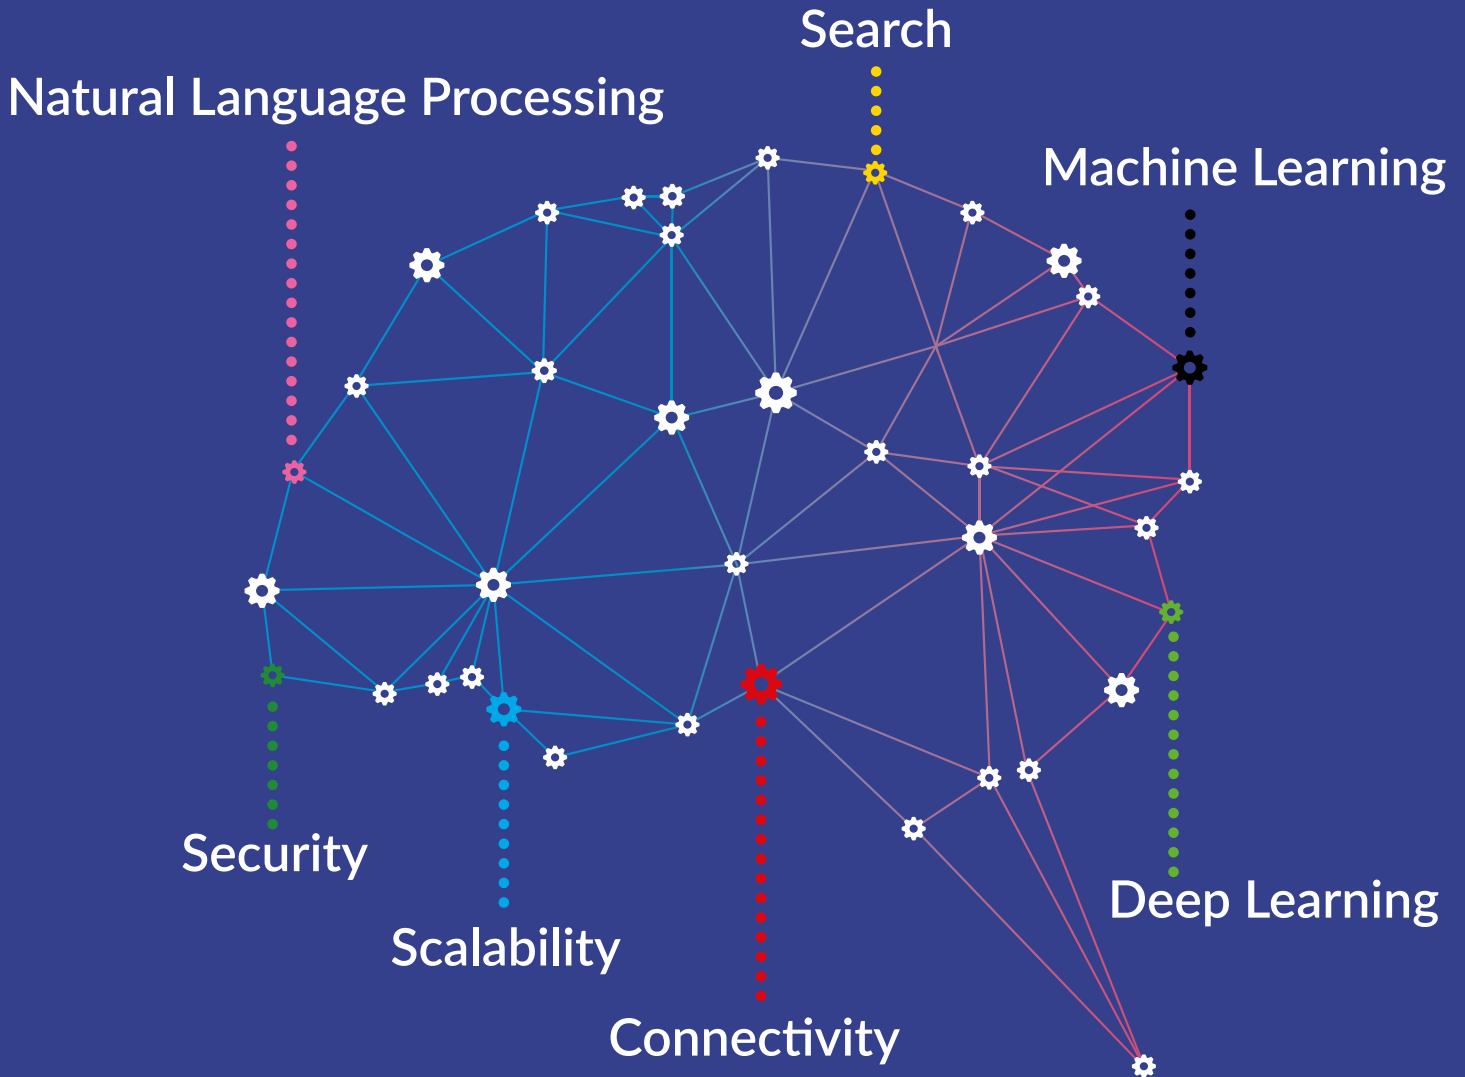 Search
Natural Language Processing
Machine Learning
Security
Deep Learning
Scalability
Connectivity